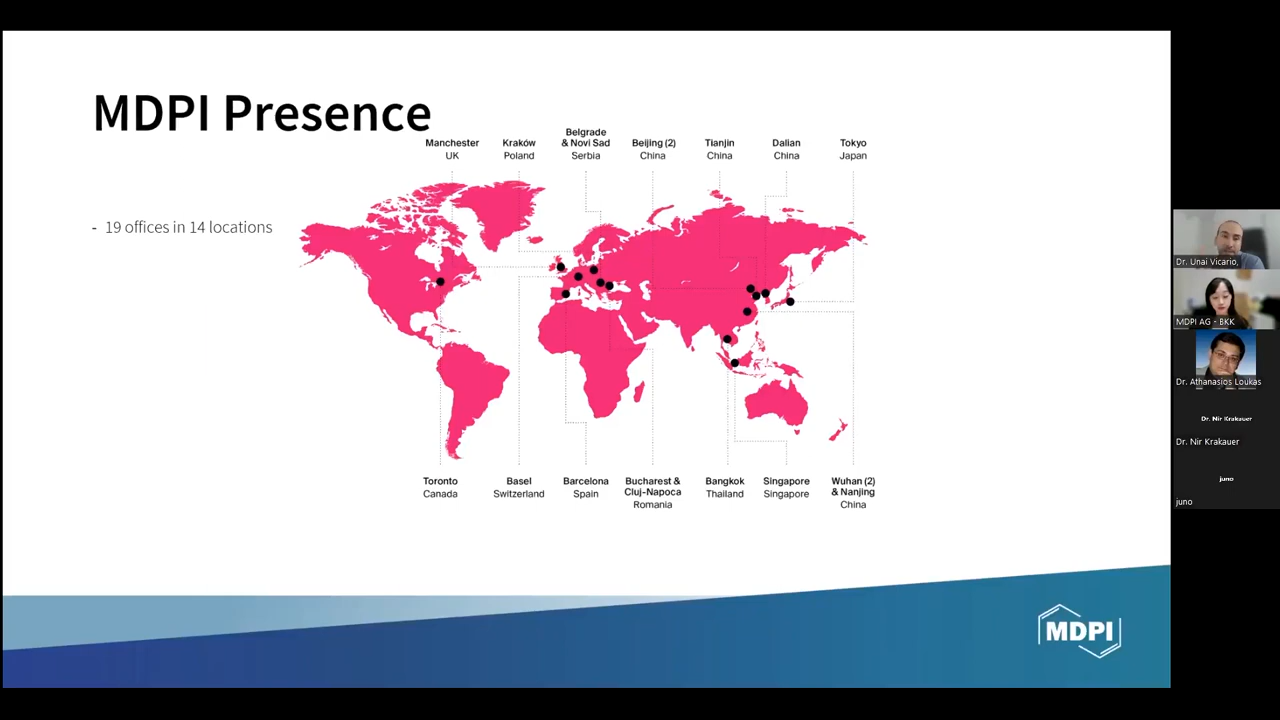 MDPI Presence
- 19 offices in 14 locations
Manchester
UK
Kraków
Poland
Belgrade
& Novi Sad
Serbia
Beijing (2)
China
Tianjin
China
Dalian
China
Tokyo
Japan
Toronto
Canada
Basel
Switzerland
Barcelona
Spain
Bucharest &
Cluj-Napoca
Romania
Bangkok
Thailand
Singapore
Singapore
Wuhan (2)
& Nanjing
China
MDPI
Dr. Unai Vicario,
MDPI AG - BKK
Dr. Athanasios Loukas
Dr. Nir Krakauer
Dr. Nir Krakauer
juno
juno